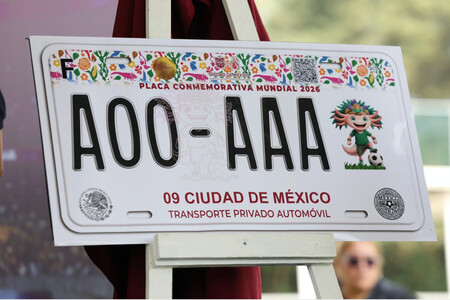 F
PLACA CONMEMORATIVA MUNDIAL 2026
A00-AAA
09 CIUDAD DE MÉXICO
TRANSPORTE PRIVADO AUTOMÓVIL